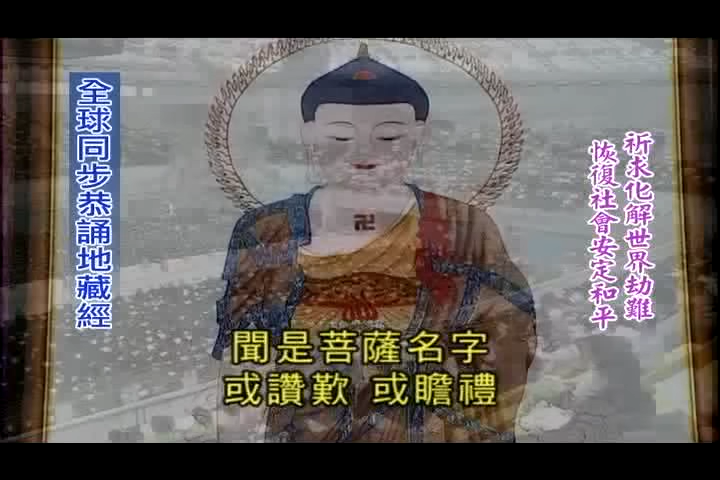 全球同步恭誦地藏經
祈求化解世界劫難
恢復社會安定和平
卍
聞是菩薩名字
或讚歎 或瞻禮